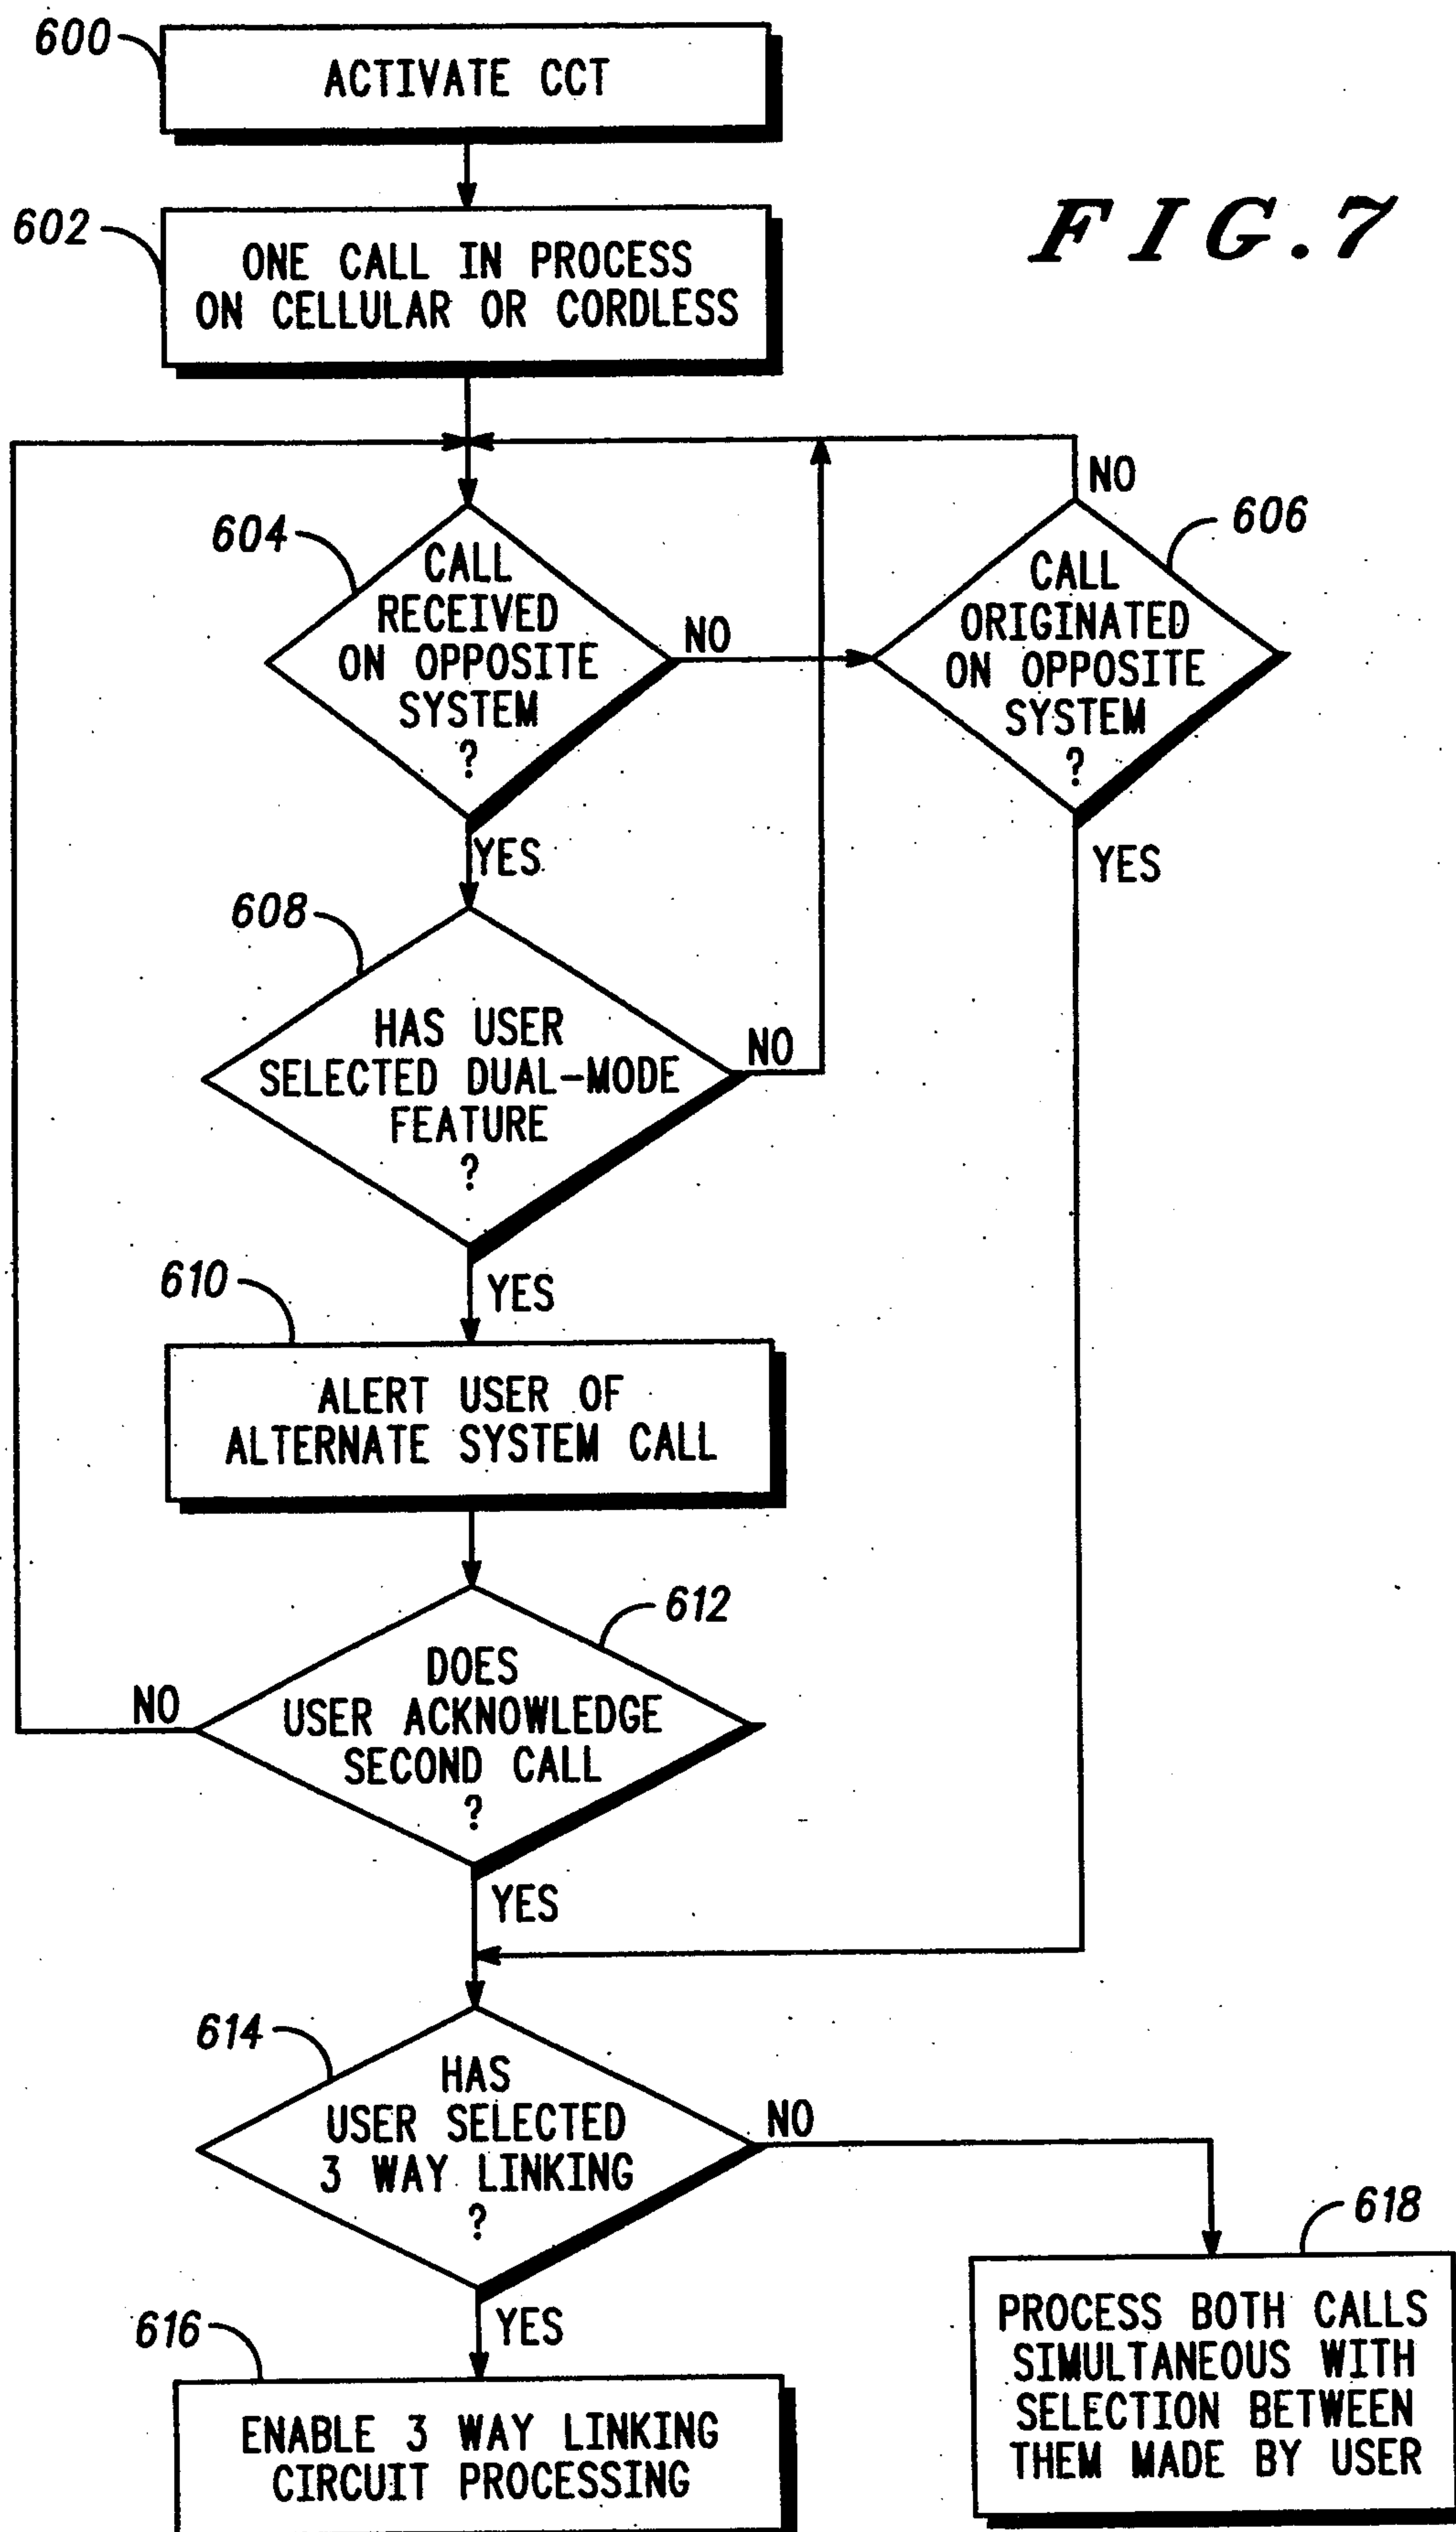 600
ACTIVATE CCT
FIG. 7
602
ONE CALL IN PROCESS
ON CELLULAR OR CORDLESS
604
CALL
RECEIVED
ON OPPOSITE
SYSTEM
?
NO
YES
606
CALL
ORIGINATED
ON OPPOSITE
SYSTEM
?
NO
YES
608
HAS USER
SELECTED DUAL-MODE
FEATURE
?
NO
YES
610
ALERT USER OF
ALTERNATE SYSTEM CALL
612
DOES
USER ACKNOWLEDGE
SECOND CALL
?
NO
YES
614
HAS
USER SELECTED
3 WAY LINKING
?
NO
YES
616
ENABLE 3 WAY LINKING
CIRCUIT PROCESSING
618
PROCESS BOTH CALLS
SIMULTANEOUS WITH
SELECTION BETWEEN
THEM MADE BY USER